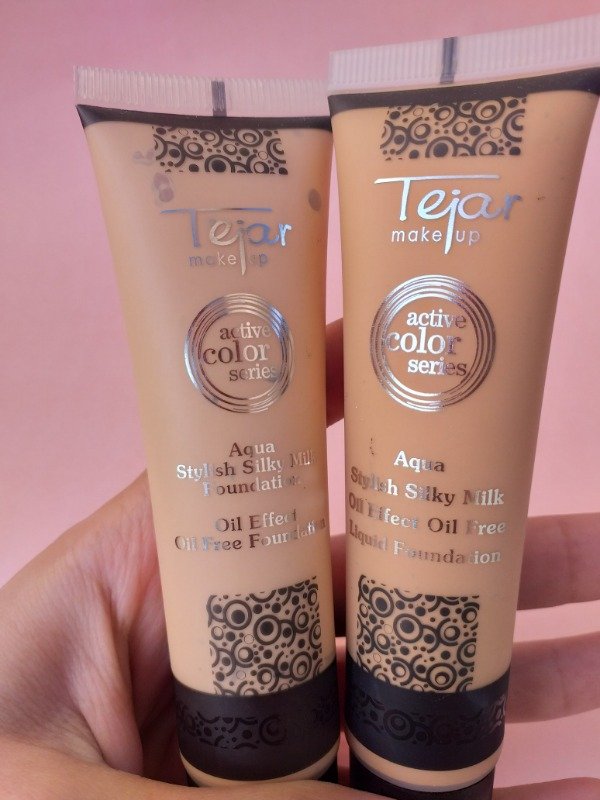 Tejar
make up
active
color
series
Aqua
Stylish Silky Milk
Foundation
Oil Effect
Oil Free Foundation
Tejar
make up
active
color
series
Aqua
Stylish Silky Milk
Oil Effect Oil Free
Liquid Foundation